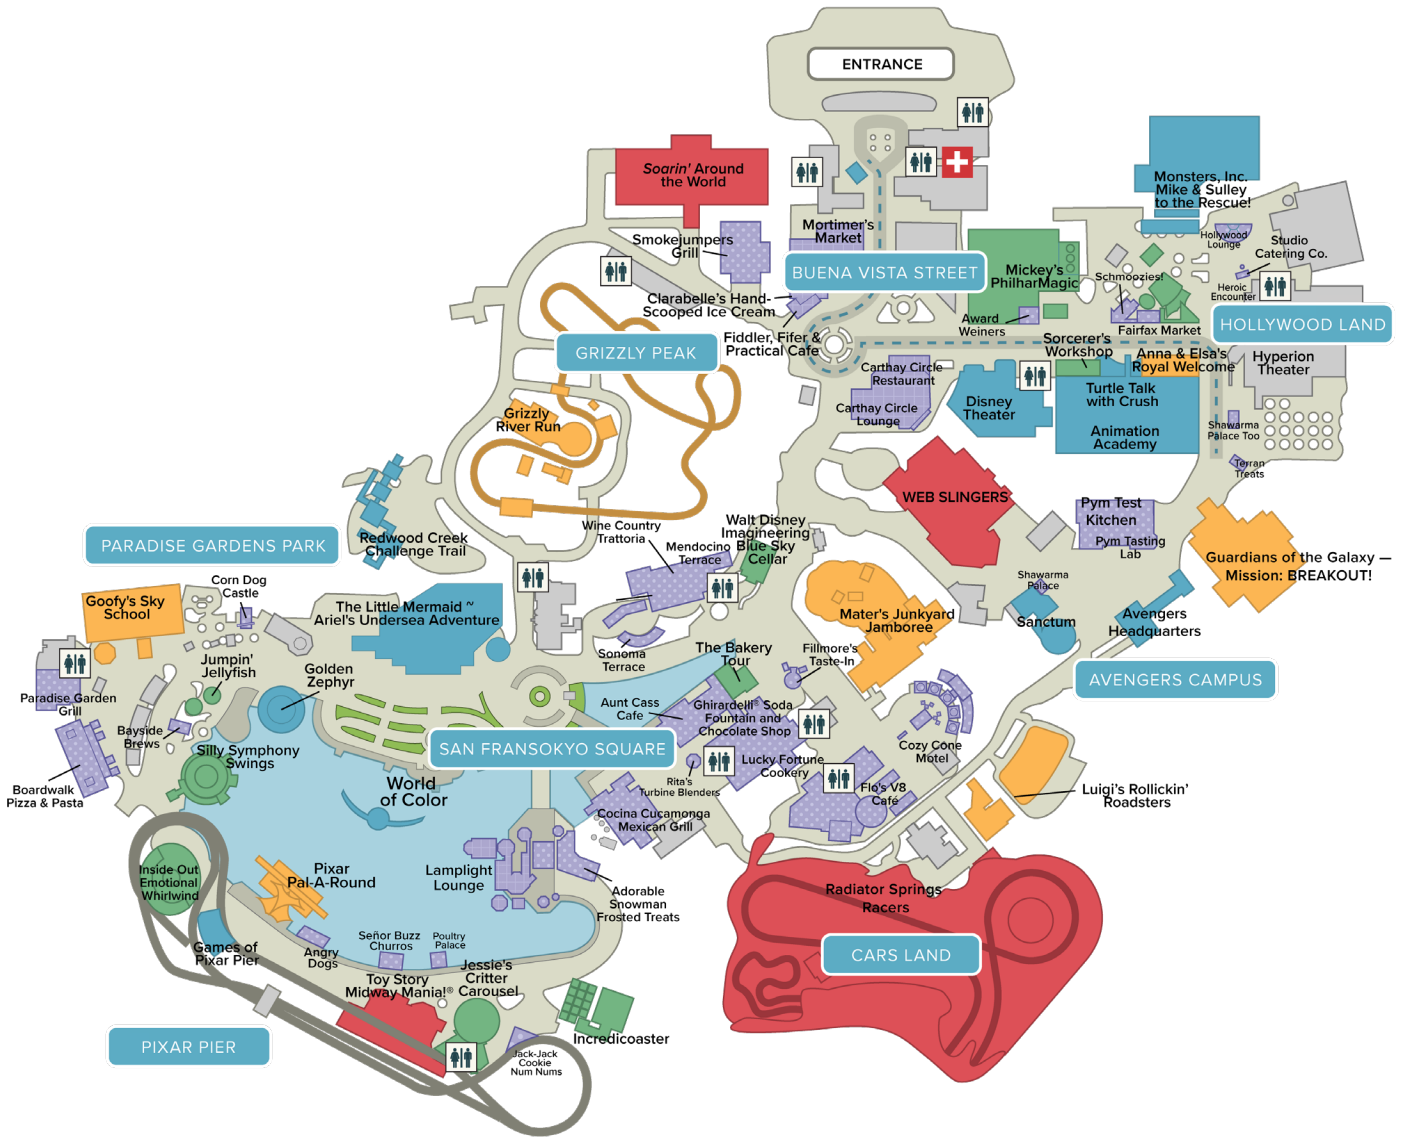 ENTRANCE
Soarin' Around
the World
Monsters, Inc.
Mike & Sulley
to the Rescue!
Mortimer's
Market
Smokejumpers
Grill
Hollywood
Lounge
Studio
Catering Co.
BUENA VISTA STREET
Mickey's
PhilharMagic
Schmoozies!
Heroic
Encounter
Clarabelle's Hand-
Scooped Ice Cream
Award
Weiners
Fairfax Market
HOLLYWOOD LAND
Fiddler, Fifer &
Practical Cafe
GRIZZLY PEAK
Sorcerer's
Workshop
Anna & Elsa's
Royal Welcome
Hyperion
Theater
Carthay Circle
Restaurant
Carthay Circle
Lounge
Disney
Theater
Turtle Talk
with Crush
Animation
Academy
Grizzly
River Run
Shawarma
Palace Too
Terran
Treats
WEB SLINGERS
Pym Test
Kitchen
Pym Tasting
Lab
Guardians of the Galaxy —
Mission: BREAKOUT!
PARADISE GARDENS PARK
Redwood Creek
Challenge Trail
Wine Country
Trattoria
Mendocino
Terrace
Walt Disney
Imagineering
Blue Sky
Cellar
Corn Dog
Castle
Goofy's Sky
School
The Little Mermaid ~
Ariel's Undersea Adventure
Mater's Junkyard
Jamboree
Shawarma
Palace
Sanctum
Avengers
Headquarters
AVENGERS CAMPUS
Sonoma
Terrace
The Bakery
Tour
Fillmore's
Taste-In
Jumpin'
Jellyfish
Golden
Zephyr
Paradise Garden
Grill
Bayside
Brews
Silly Symphony
Swings
Aunt Cass
Cafe
Ghirardelli® Soda
Fountain and
Chocolate Shop
SAN FRANSOKYO SQUARE
Cozy Cone
Motel
Lucky Fortune
Cookery
Rita's
Turbine Blenders
Flo's V8
Café
Boardwalk
Pizza & Pasta
World
of Color
Luigi's Rollickin'
Roadsters
Cocina Cucamonga
Mexican Grill
Inside Out
Emotional
Whirlwind
Pixar
Pal-A-Round
Lamplight
Lounge
Adorable
Snowman
Frosted Treats
Radiator Springs
Racers
CARS LAND
Games of
Pixar Pier
Angry
Dogs
Señor Buzz
Churros
Poultry
Palace
Toy Story
Midway Mania!®
Jessie's
Critter
Carousel
PIXAR PIER
Incredicoaster
Jack-Jack
Cookie
Num Nums